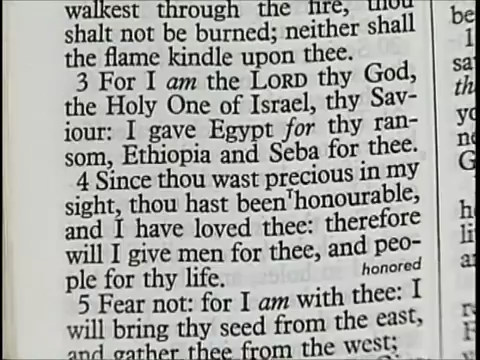 walkest through the fire, thou
shalt not be burned; neither shall
the flame kindle upon thee.
3 For I am the LORD thy God,
the Holy One of Israel, thy Sav-
iour: I gave Egypt for thy ran-
som, Ethiopia and Seba for thee.
4 Since thou wast precious in my
sight, thou hast been ᵀhonourable,
and I have loved thee: therefore
will I give men for thee, and peo-
ple for thy life.
honored
5 Fear not: for I am with thee: I
will bring thy seed from the east,
and gather thee from the west;